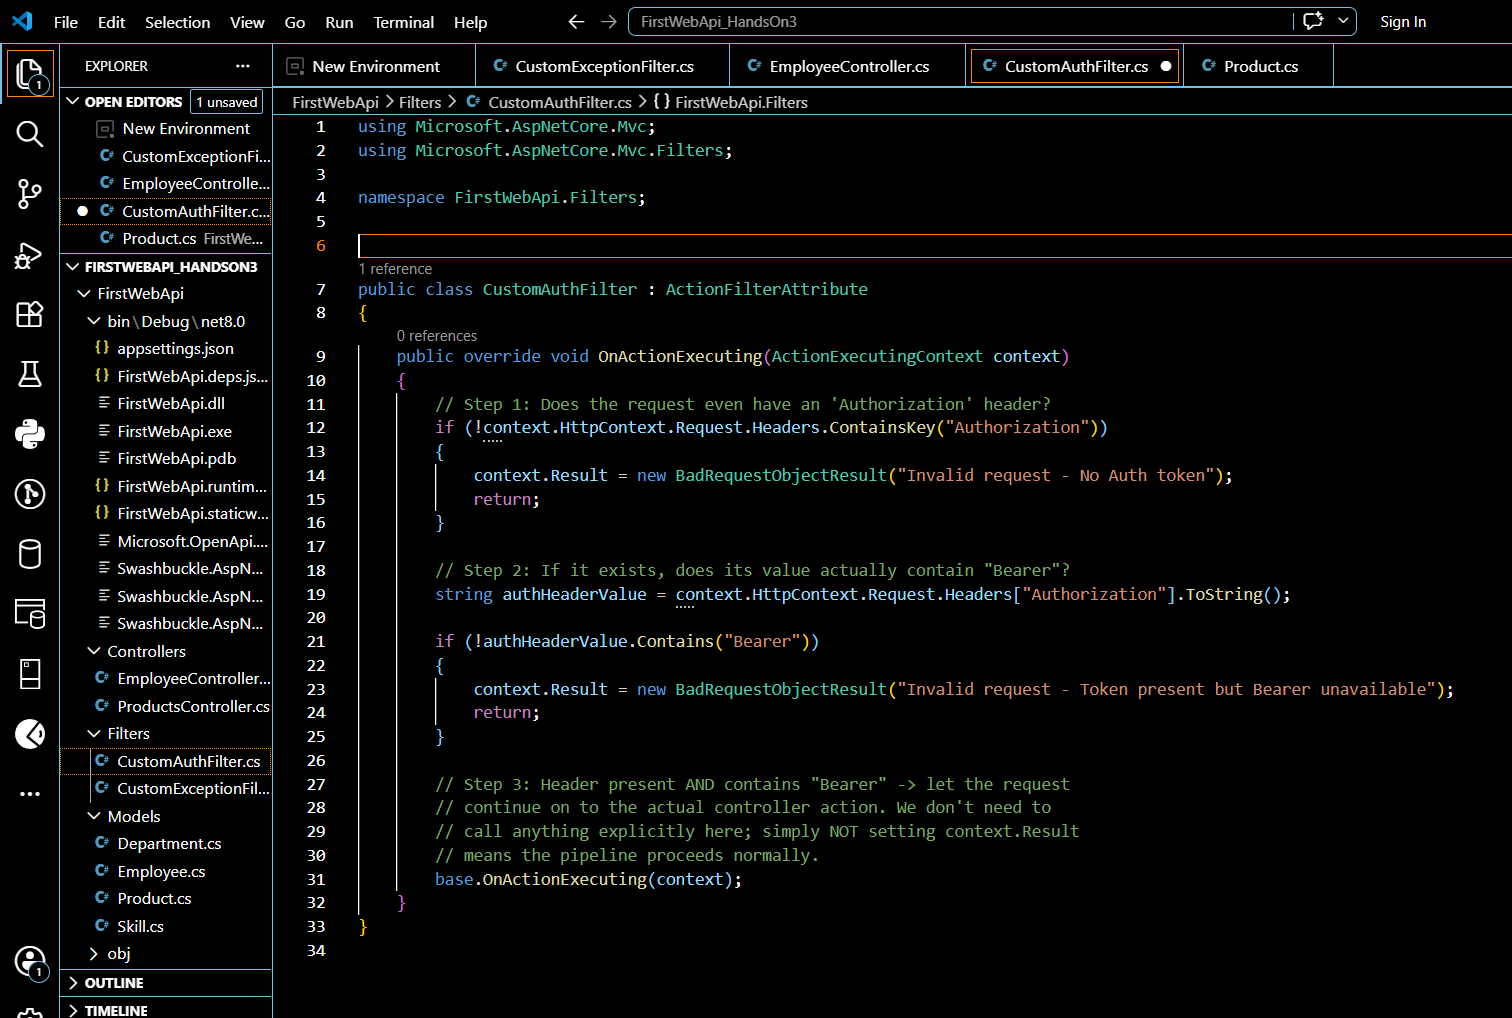 File Edit Selection View Go Run Terminal Help
FirstWebApi_HandsOn3
Sign In
1
EXPLORER
OPEN EDITORS 1 unsaved
New Environment
CustomExceptionFi...
EmployeeControlle...
CustomAuthFilter.c...
Product.cs FirstWe...
FIRSTWEBAPI_HANDSON3
FirstWebApi
bin\Debug\net8.0
{} appsettings.json
{} FirstWebApi.deps.js...
FirstWebApi.dll
FirstWebApi.exe
FirstWebApi.pdb
{} FirstWebApi.runtim...
{} FirstWebApi.staticw...
Microsoft.OpenApi....
Swashbuckle.AspN...
Swashbuckle.AspN...
Swashbuckle.AspN...
Controllers
EmployeeController...
ProductsController.cs
Filters
CustomAuthFilter.cs
CustomExceptionFil...
Models
Department.cs
Employee.cs
Product.cs
Skill.cs
obj
OUTLINE
TIMELINE
1
New Environment CustomExceptionFilter.cs EmployeeController.cs CustomAuthFilter.cs Product.cs
FirstWebApi > Filters > CustomAuthFilter.cs > {} FirstWebApi.Filters
1 using Microsoft.AspNetCore.Mvc;
2 using Microsoft.AspNetCore.Mvc.Filters;
3
4 namespace FirstWebApi.Filters;
5
6
1 reference
7 public class CustomAuthFilter : ActionFilterAttribute
8 {
0 references
9 public override void OnActionExecuting(ActionExecutingContext context)
10 {
11 // Step 1: Does the request even have an 'Authorization' header?
12 if (!context.HttpContext.Request.Headers.ContainsKey("Authorization"))
13 {
14 context.Result = new BadRequestObjectResult("Invalid request - No Auth token");
15 return;
16 }
17
18 // Step 2: If it exists, does its value actually contain "Bearer"?
19 string authHeaderValue = context.HttpContext.Request.Headers["Authorization"].ToString();
20
21 if (!authHeaderValue.Contains("Bearer"))
22 {
23 context.Result = new BadRequestObjectResult("Invalid request - Token present but Bearer unavailable");
24 return;
25 }
26
27 // Step 3: Header present AND contains "Bearer" -> let the request
28 // continue on to the actual controller action. We don't need to
29 // call anything explicitly here; simply NOT setting context.Result
30 // means the pipeline proceeds normally.
31 base.OnActionExecuting(context);
32 }
33 }
34